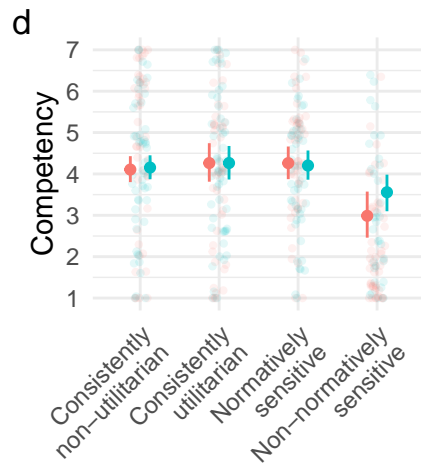 d
Competency
7
6
5
4
3
2
1
Consistently
non−utilitarian
Consistently
utilitarian
Normatively
sensitive
Non−normatively
sensitive